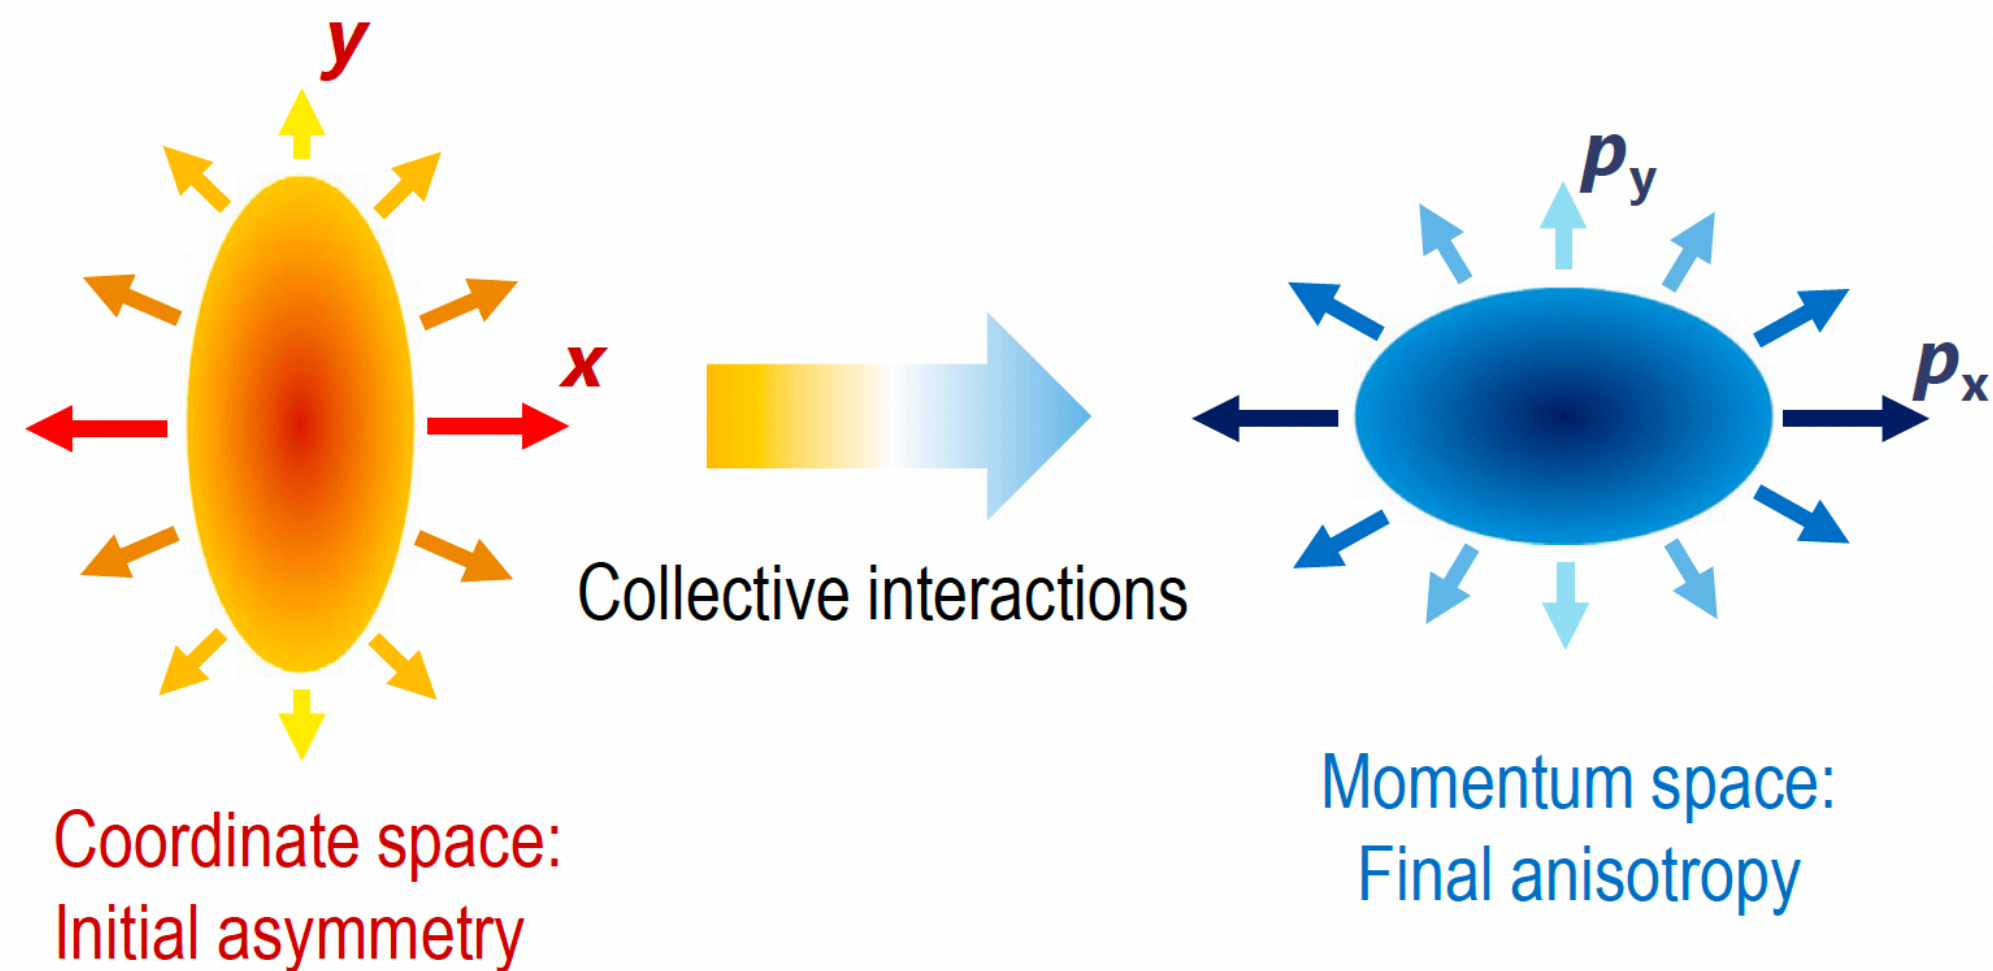 y
x
Collective interactions
py
px
Coordinate space:
Initial asymmetry
Momentum space:
Final anisotropy